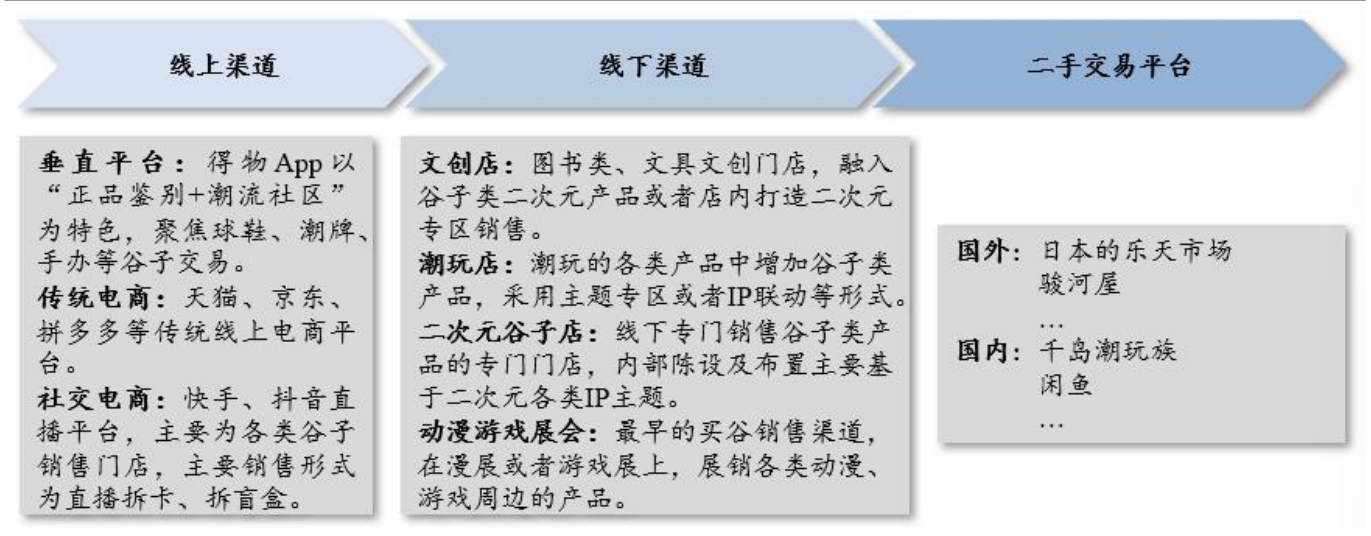 线上渠道
线下渠道
二手交易平台
垂直平台：得物App以
“正品鉴别+潮流社区”
为特色，聚焦球鞋、潮牌、
手办等谷子交易。
传统电商：天猫、京东、
拼多多等传统线上电商平
台。
社交电商：快手、抖音直
播平台，主要为各类谷子
销售门店，主要销售形式
为直播拆卡、拆盲盒。
文创店：图书类、文具文创门店，融入
谷子类二次元产品或者店内打造二次元
专区销售。
潮玩店：潮玩的各类产品中增加谷子类
产品，采用主题专区或者IP联动等形式。
二次元谷子店：线下专门销售谷子类产
品的专门门店，内部陈设及布置主要基
于二次元各类IP主题。
动漫游戏展会：最早的买谷销售渠道，
在漫展或者游戏展上，展销各类动漫、
游戏周边的产品。
国外：日本的乐天市场
骏河屋
…
国内：千岛潮玩族
闲鱼
…